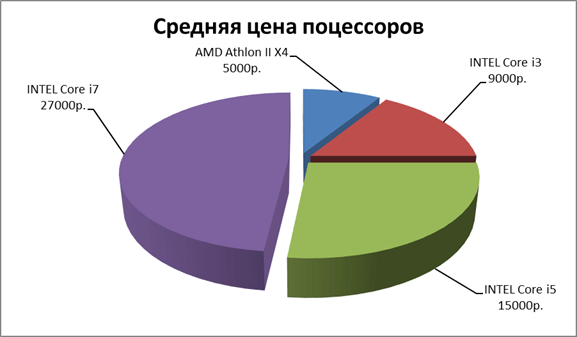 Средняя цена поцессоров
AMD Athlon II X4
5000р.
INTEL Core i3
9000р.
INTEL Core i7
27000р.
INTEL Core i5
15000р.